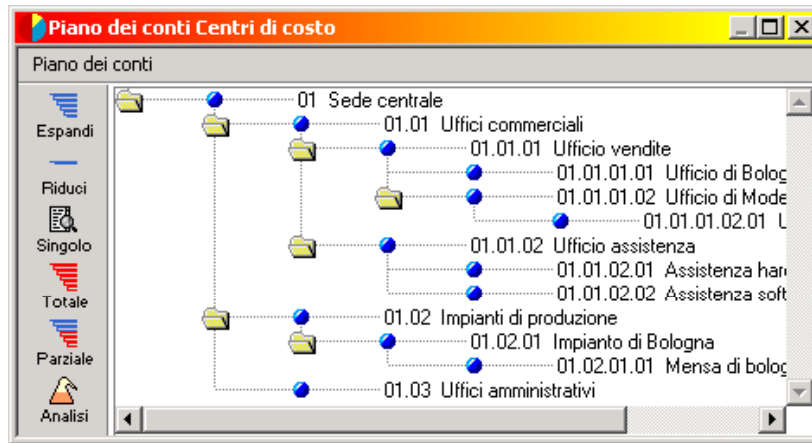 Piano dei conti Centri di costo
Piano dei conti
Espandi
Riduci
Singolo
Totale
Parziale
Analisi
01 Sede centrale
01.01 Uffici commerciali
01.01.01 Ufficio vendite
01.01.01.01 Ufficio di Bolog
01.01.01.02 Ufficio di Mode
01.01.01.02.01 U
01.01.02 Ufficio assistenza
01.01.02.01 Assistenza hard
01.01.02.02 Assistenza soft
01.02 Impianti di produzione
01.02.01 Impianto di Bologna
01.02.01.01 Mensa di bolog
01.03 Uffici amministrativi